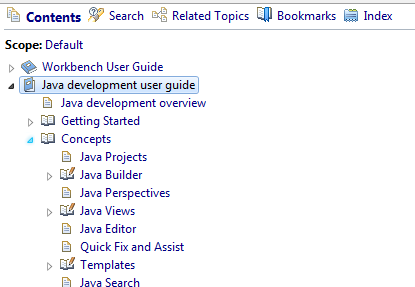 Contents Search Related Topics Bookmarks Index
Scope: Default
Workbench User Guide
Java development user guide
Java development overview
Getting Started
Concepts
Java Projects
Java Builder
Java Perspectives
Java Views
Java Editor
Quick Fix and Assist
Templates
Java Search